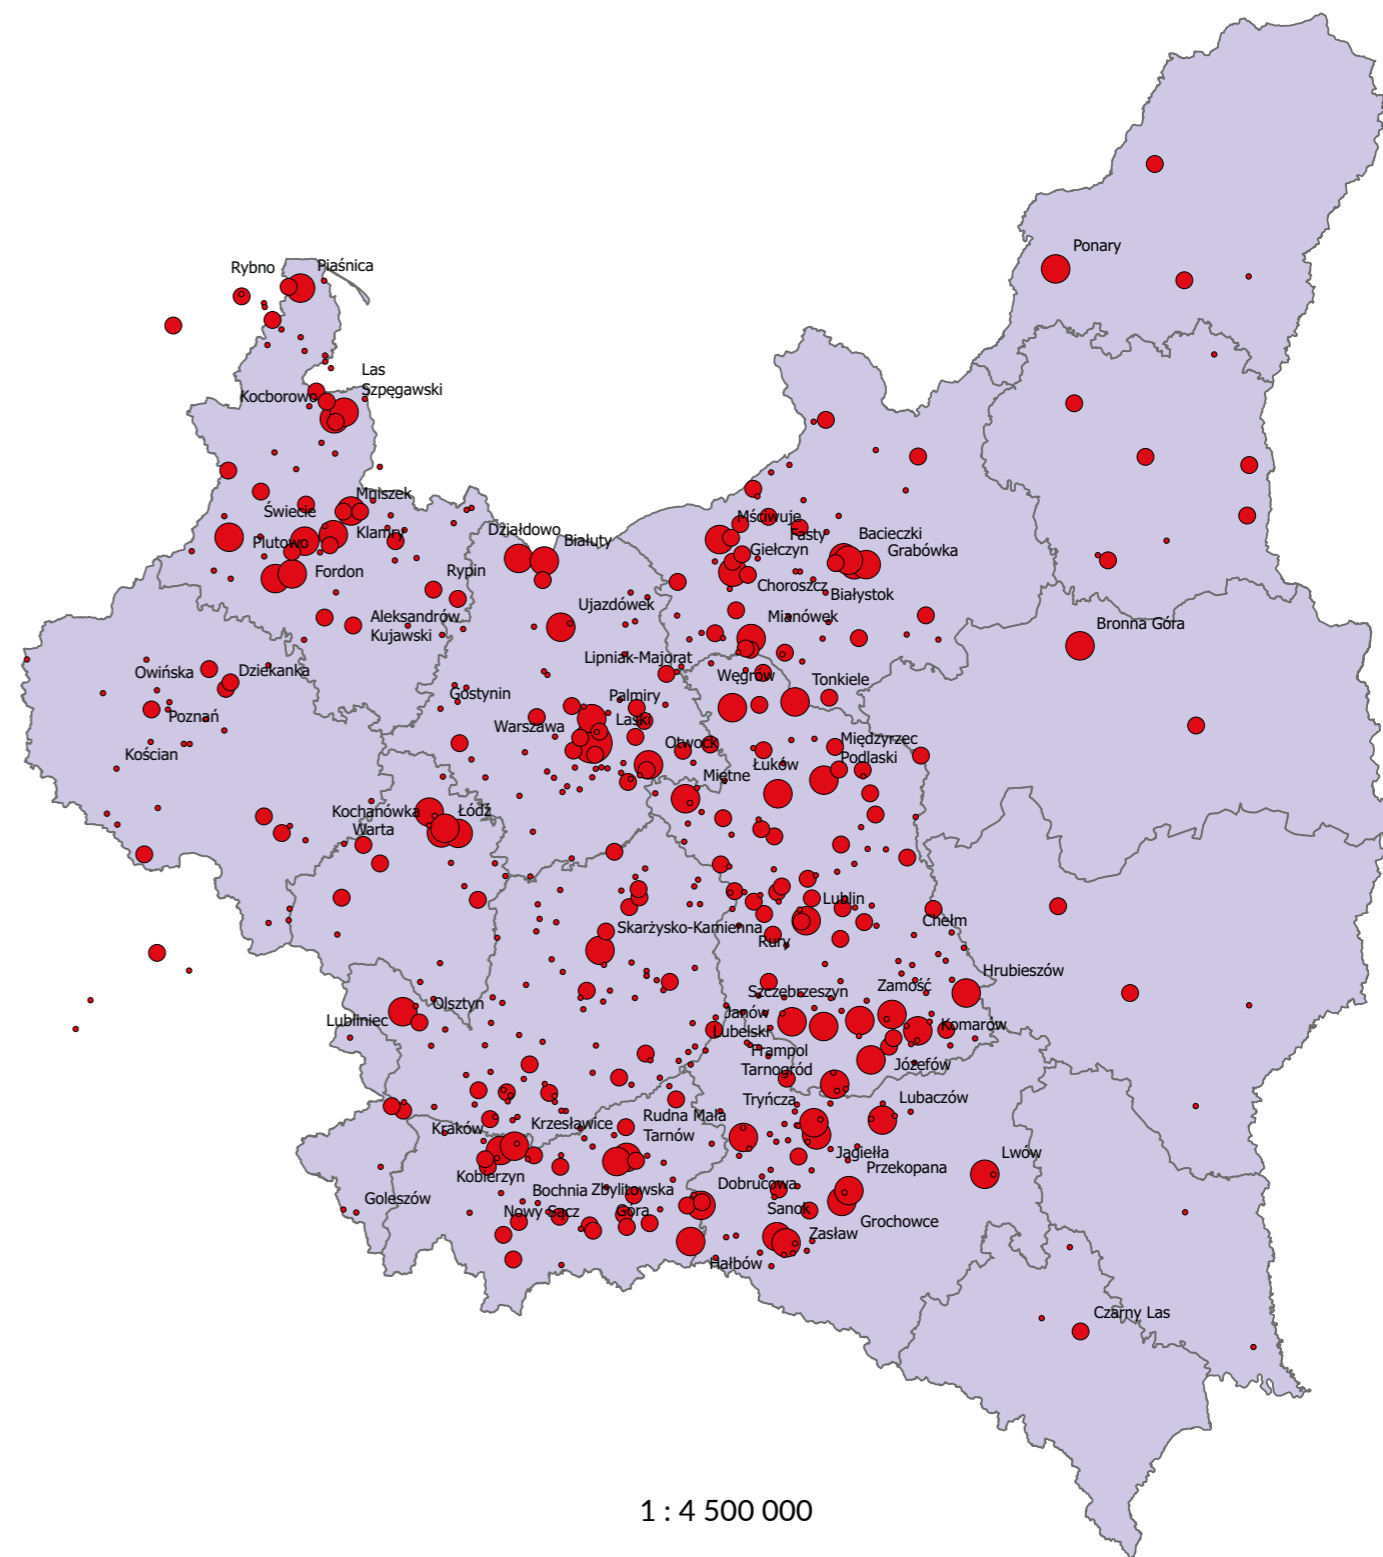 Ponary
Rybno
Piaśnica
Las
Szpęgawski
Kocborowo
Mniszek
Świecie
Klamry
Plutowo
Fordon
Działdowo
Białuty
Mściwuje
Fasty
Bacieczki
Giełczyn
Grabówka
Choroszcz
Białystok
Rypin
Ujazdówek
Aleksandrów
Kujawski
Mianówek
Bronna Góra
Owińska
Dziekanka
Lipniak-Majorat
Węgrów
Tonkiele
Gostynin
Palmiry
Poznań
Warszawa
Laski
Kościan
Otwock
Międzyrzec
Podlaski
Łuków
Miętne
Kochanówka
Łódź
Warta
Lublin
Chełm
Skarżysko-Kamienna
Rury
Hrubieszów
Szczebrzeszyn
Zamość
Olsztyn
Lubliniec
Janów
Lubelski
Komarów
Frampol
Tarnogród
Józefów
Tryńcza
Lubaczów
Kraków
Krzesławice
Rudna Mała
Tarnów
Jagiełła
Lwów
Przekopana
Kobierzyn
Goleszów
Bochnia
Zbylitowska
Góra
Dobrucowa
Nowy Sącz
Sanok
Grochowce
Zasław
Hałbów
Czarny Las
1 : 4 500 000